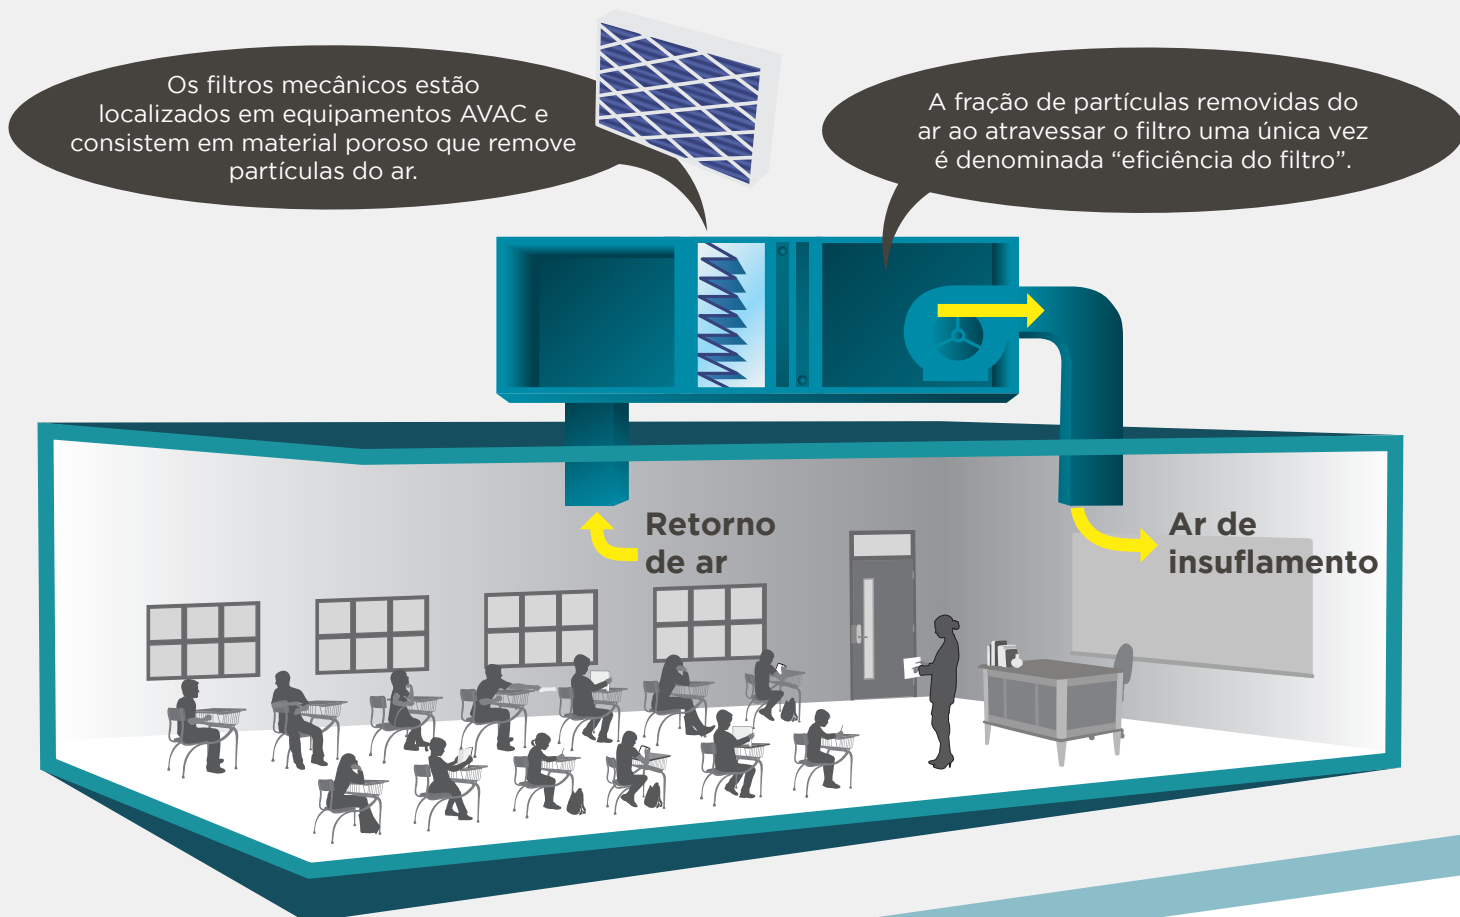 Os filtros mecânicos estão
localizados em equipamentos AVAC e
consistem em material poroso que remove
partículas do ar.
A fração de partículas removidas do
ar ao atravessar o filtro uma única vez
é denominada “eficiência do filtro”.
Retorno
de ar
Ar de
insuflamento